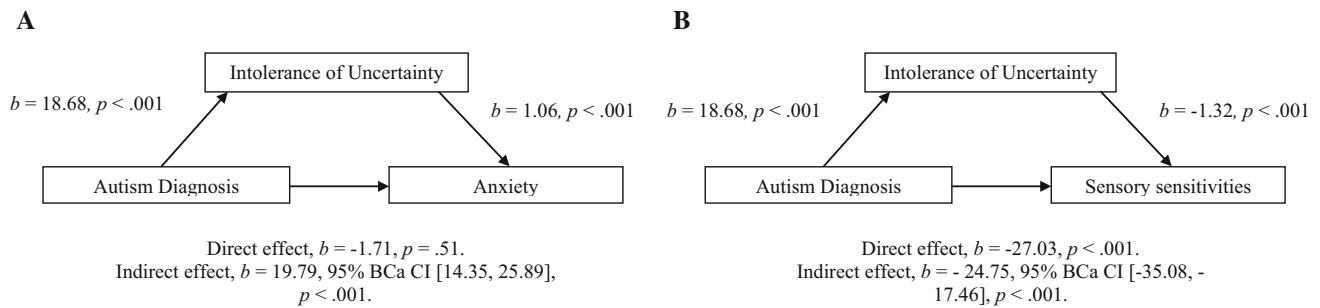 A
Intolerance of Uncertainty
b = 18.68, p < .001
b = 1.06, p < .001
Autism Diagnosis
Anxiety
Direct effect, b = -1.71, p = .51.
Indirect effect, b = 19.79, 95% BCa CI [14.35, 25.89],
p < .001.
B
Intolerance of Uncertainty
b = 18.68, p < .001
b = -1.32, p < .001
Autism Diagnosis
Sensory sensitivities
Direct effect, b = -27.03, p < .001.
Indirect effect, b = - 24.75, 95% BCa CI [-35.08, -
17.46], p < .001.